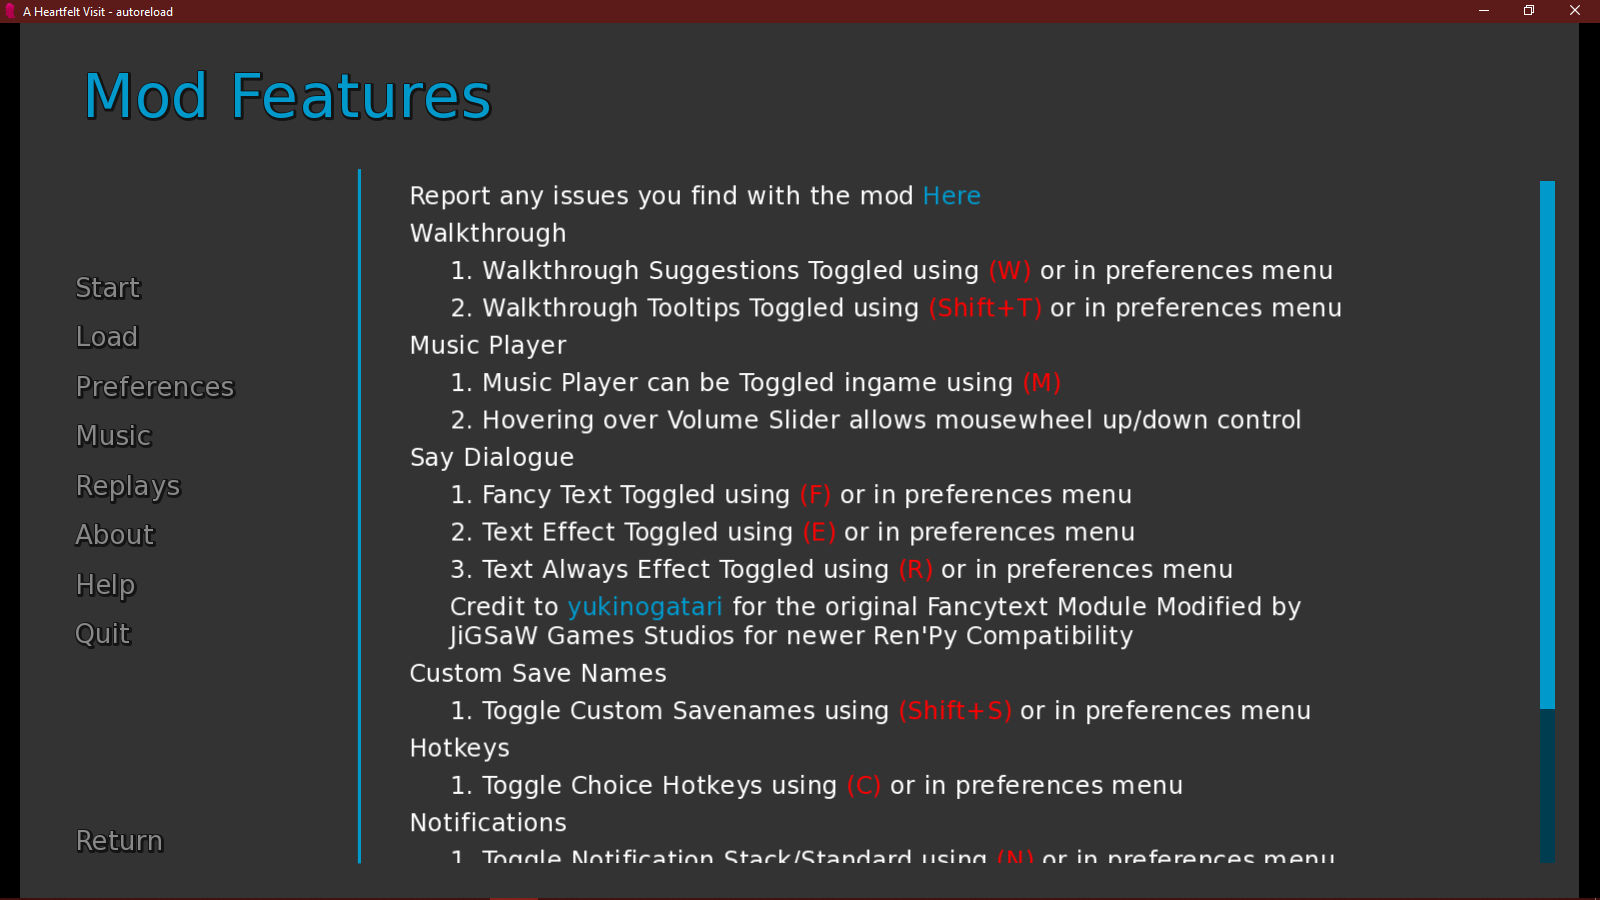 A Heartfelt Visit - autoreload
Mod Features
Start
Load
Preferences
Music
Replays
About
Help
Quit
Return
Report any issues you find with the mod Here
Walkthrough
1. Walkthrough Suggestions Toggled using (W) or in preferences menu
2. Walkthrough Tooltips Toggled using (Shift+T) or in preferences menu
Music Player
1. Music Player can be Toggled ingame using (M)
2. Hovering over Volume Slider allows mousewheel up/down control
Say Dialogue
1. Fancy Text Toggled using (F) or in preferences menu
2. Text Effect Toggled using (E) or in preferences menu
3. Text Always Effect Toggled using (R) or in preferences menu
Credit to yukinogatari for the original Fancytext Module Modified by
JiGSaW Games Studios for newer Ren'Py Compatibility
Custom Save Names
1. Toggle Custom Savenames using (Shift+S) or in preferences menu
Hotkeys
1. Toggle Choice Hotkeys using (C) or in preferences menu
Notifications
1. Toggle Notification Stack/Standard using (N) or in preferences menu